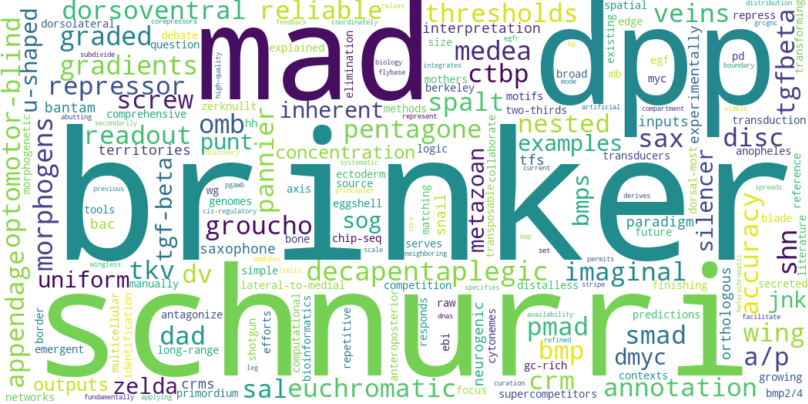 dorsoventral reliable thresholds veins
dorsolateral feedback corepressors coordinately relies
debate question graded gradients explained
mad dpp
interpretation size edge existing spatial repress distribution pd boundary
medea ctbp mothers berkeley
egf egfr bp broad mode mb myc
transforming tgfbeta
optomotor-blind u-shaped
repressor screw bantam comprehensive
high-quality elimination biology flybase
zerknullt inherent methods represent
spalt motifs two-thirds artificial
inputs experimentally compartment transduction viable
morphogenetic abutting subdivide secondarily
readout omb hh punt pannier pentagone
nested examples sax disc
territories concentration logic tfs transducers anopheles
brinker
morphogens previous tools bac
tgf-beta wg genomes cis-regulatory pgawb discovery
axis source ectoderm systematic
eggshell matching snail care
groucho sog chip-seq serves scale
metazoan transposable collaborate
bmps current
paradigm future derives map set
silencer dorsal-most
blade spreads accuracy
shn literature reference secreted
saxophone bone neighboring principles
uniform tkv dv decapentaplegic imaginal
wingless manually simple modules limits competition distalless permits stripe finishing
lateral-to-medial specifies
jnk
schnurri
appendage
border emergent
multicellular identification
antagonize responds
dad long-range
shotgun efforts computational bioinformatics repetitive
anteroposterior raw ebi dnas
neurogenic cytonemes
pmad bmp smad dmyc
predictions contexts
orthologous availability refined
wing a/p facilitate heterochromatic growing
networks outputs fundamentally applying
zelda crms primordium leg
sal euchromatic focus
gc-rich crm supercompetitors curation
annotation bmp2/4
integrates grcgnc